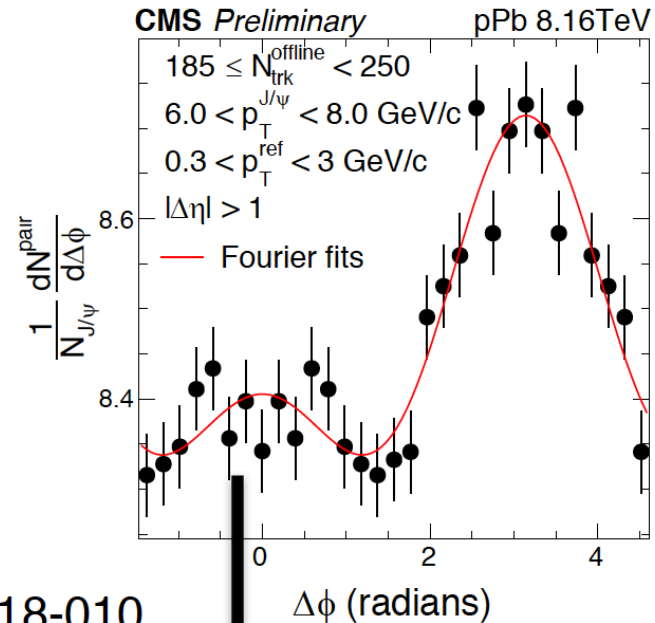 CMS Preliminary pPb 8.16TeV
185 ≤ N_trk^offline < 250
6.0 < p_T^J/ψ < 8.0 GeV/c
0.3 < p_T^ref < 3 GeV/c
|Δη| > 1
Fourier fits
1/N_J/ψ dN^pair/dΔϕ
8.6
8.4
0 2 4
Δϕ (radians)
18-010